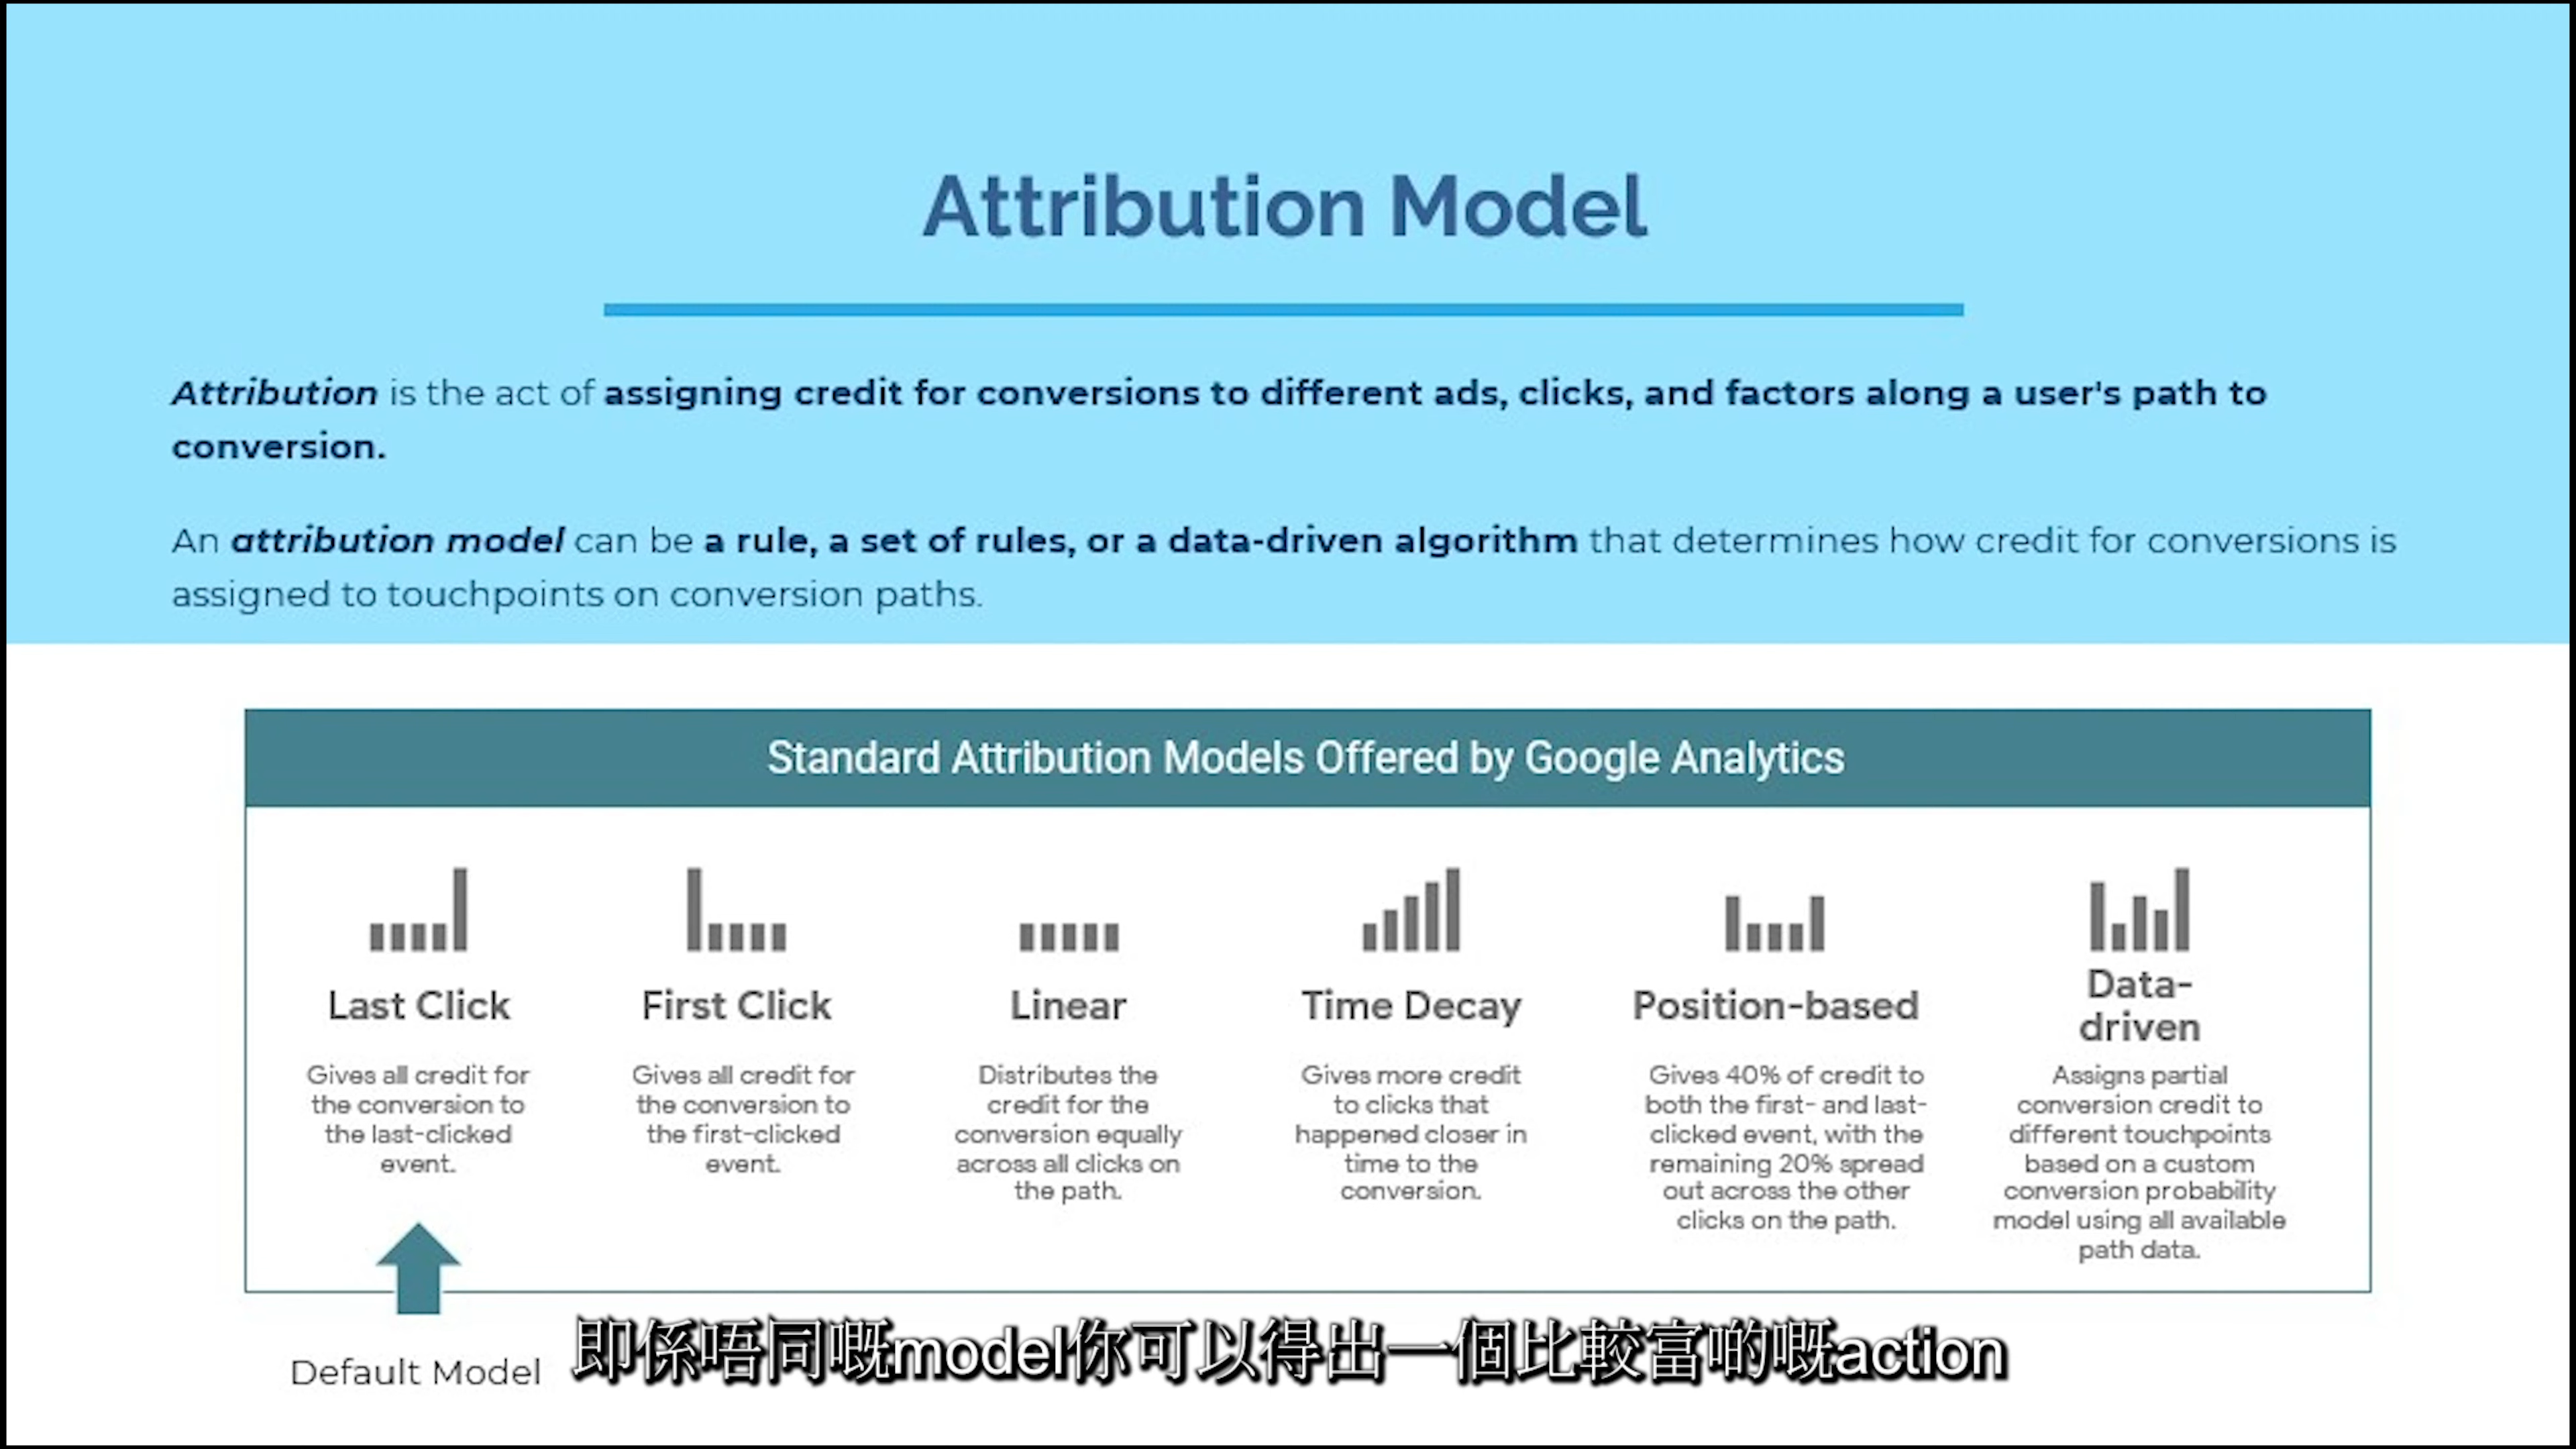 Attribution Model
Attribution is the act of assigning credit for conversions to different ads, clicks, and factors along a user's path to
conversion.
An attribution model can be a rule, a set of rules, or a data-driven algorithm that determines how credit for conversions is
assigned to touchpoints on conversion paths.
Standard Attribution Models Offered by Google Analytics
Last Click
Gives all credit for
the conversion to
the last-clicked
event.
First Click
Gives all credit for
the conversion to
the first-clicked
event.
Linear
Distributes the
credit for the
conversion equally
across all clicks on
the path.
Time Decay
Gives more credit
to clicks that
happened closer in
time to the
conversion.
Position-based
Gives 40% of credit to
both the first- and last-
clicked event, with the
remaining 20% spread
out across the other
clicks on the path.
Data-
driven
Assigns partial
conversion credit to
different touchpoints
based on a custom
conversion probability
model using all available
path data.
Default Model
即係唔同嘅model你可以得出一個比較富啲嘅action